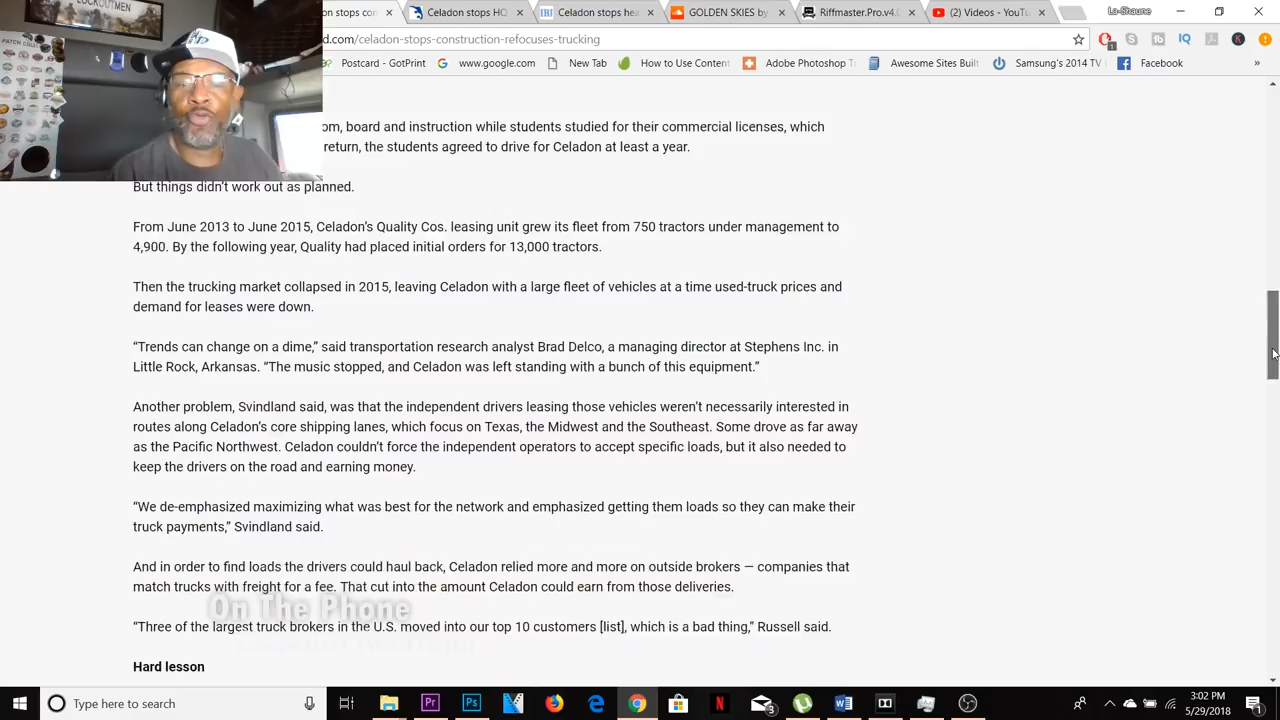 LOCKOUTMEN
on stops con
Celadon stops HQ
Celadon stops hea
GOLDEN SKIES by
Riffmaster.Pro.v4.0
(2) Videos - YouTu
La-Shaune
d.com/celadon-stops-construction-refocuses-trucking
Postcard - GotPrint
www.google.com
New Tab
How to Use Content
Adobe Photoshop T
Awesome Sites Built
Samsung's 2014 TV
Facebook
om, board and instruction while students studied for their commercial licenses, which
return, the students agreed to drive for Celadon at least a year.
But things didn’t work out as planned.
From June 2013 to June 2015, Celadon’s Quality Cos. leasing unit grew its fleet from 750 tractors under management to
4,900. By the following year, Quality had placed initial orders for 13,000 tractors.
Then the trucking market collapsed in 2015, leaving Celadon with a large fleet of vehicles at a time used-truck prices and
demand for leases were down.
“Trends can change on a dime,” said transportation research analyst Brad Delco, a managing director at Stephens Inc. in
Little Rock, Arkansas. “The music stopped, and Celadon was left standing with a bunch of this equipment.”
Another problem, Svindland said, was that the independent drivers leasing those vehicles weren’t necessarily interested in
routes along Celadon’s core shipping lanes, which focus on Texas, the Midwest and the Southeast. Some drove as far away
as the Pacific Northwest. Celadon couldn’t force the independent operators to accept specific loads, but it also needed to
keep the drivers on the road and earning money.
“We de-emphasized maximizing what was best for the network and emphasized getting them loads so they can make their
truck payments,” Svindland said.
And in order to find loads the drivers could haul back, Celadon relied more and more on outside brokers — companies that
match trucks with freight for a fee. That cut into the amount Celadon could earn from those deliveries.
On The Phone
“Three of the largest truck brokers in the U.S. moved into our top 10 customers [list], which is a bad thing,” Russell said.
Hard lesson
Type here to search
3:02 PM
5/29/2018